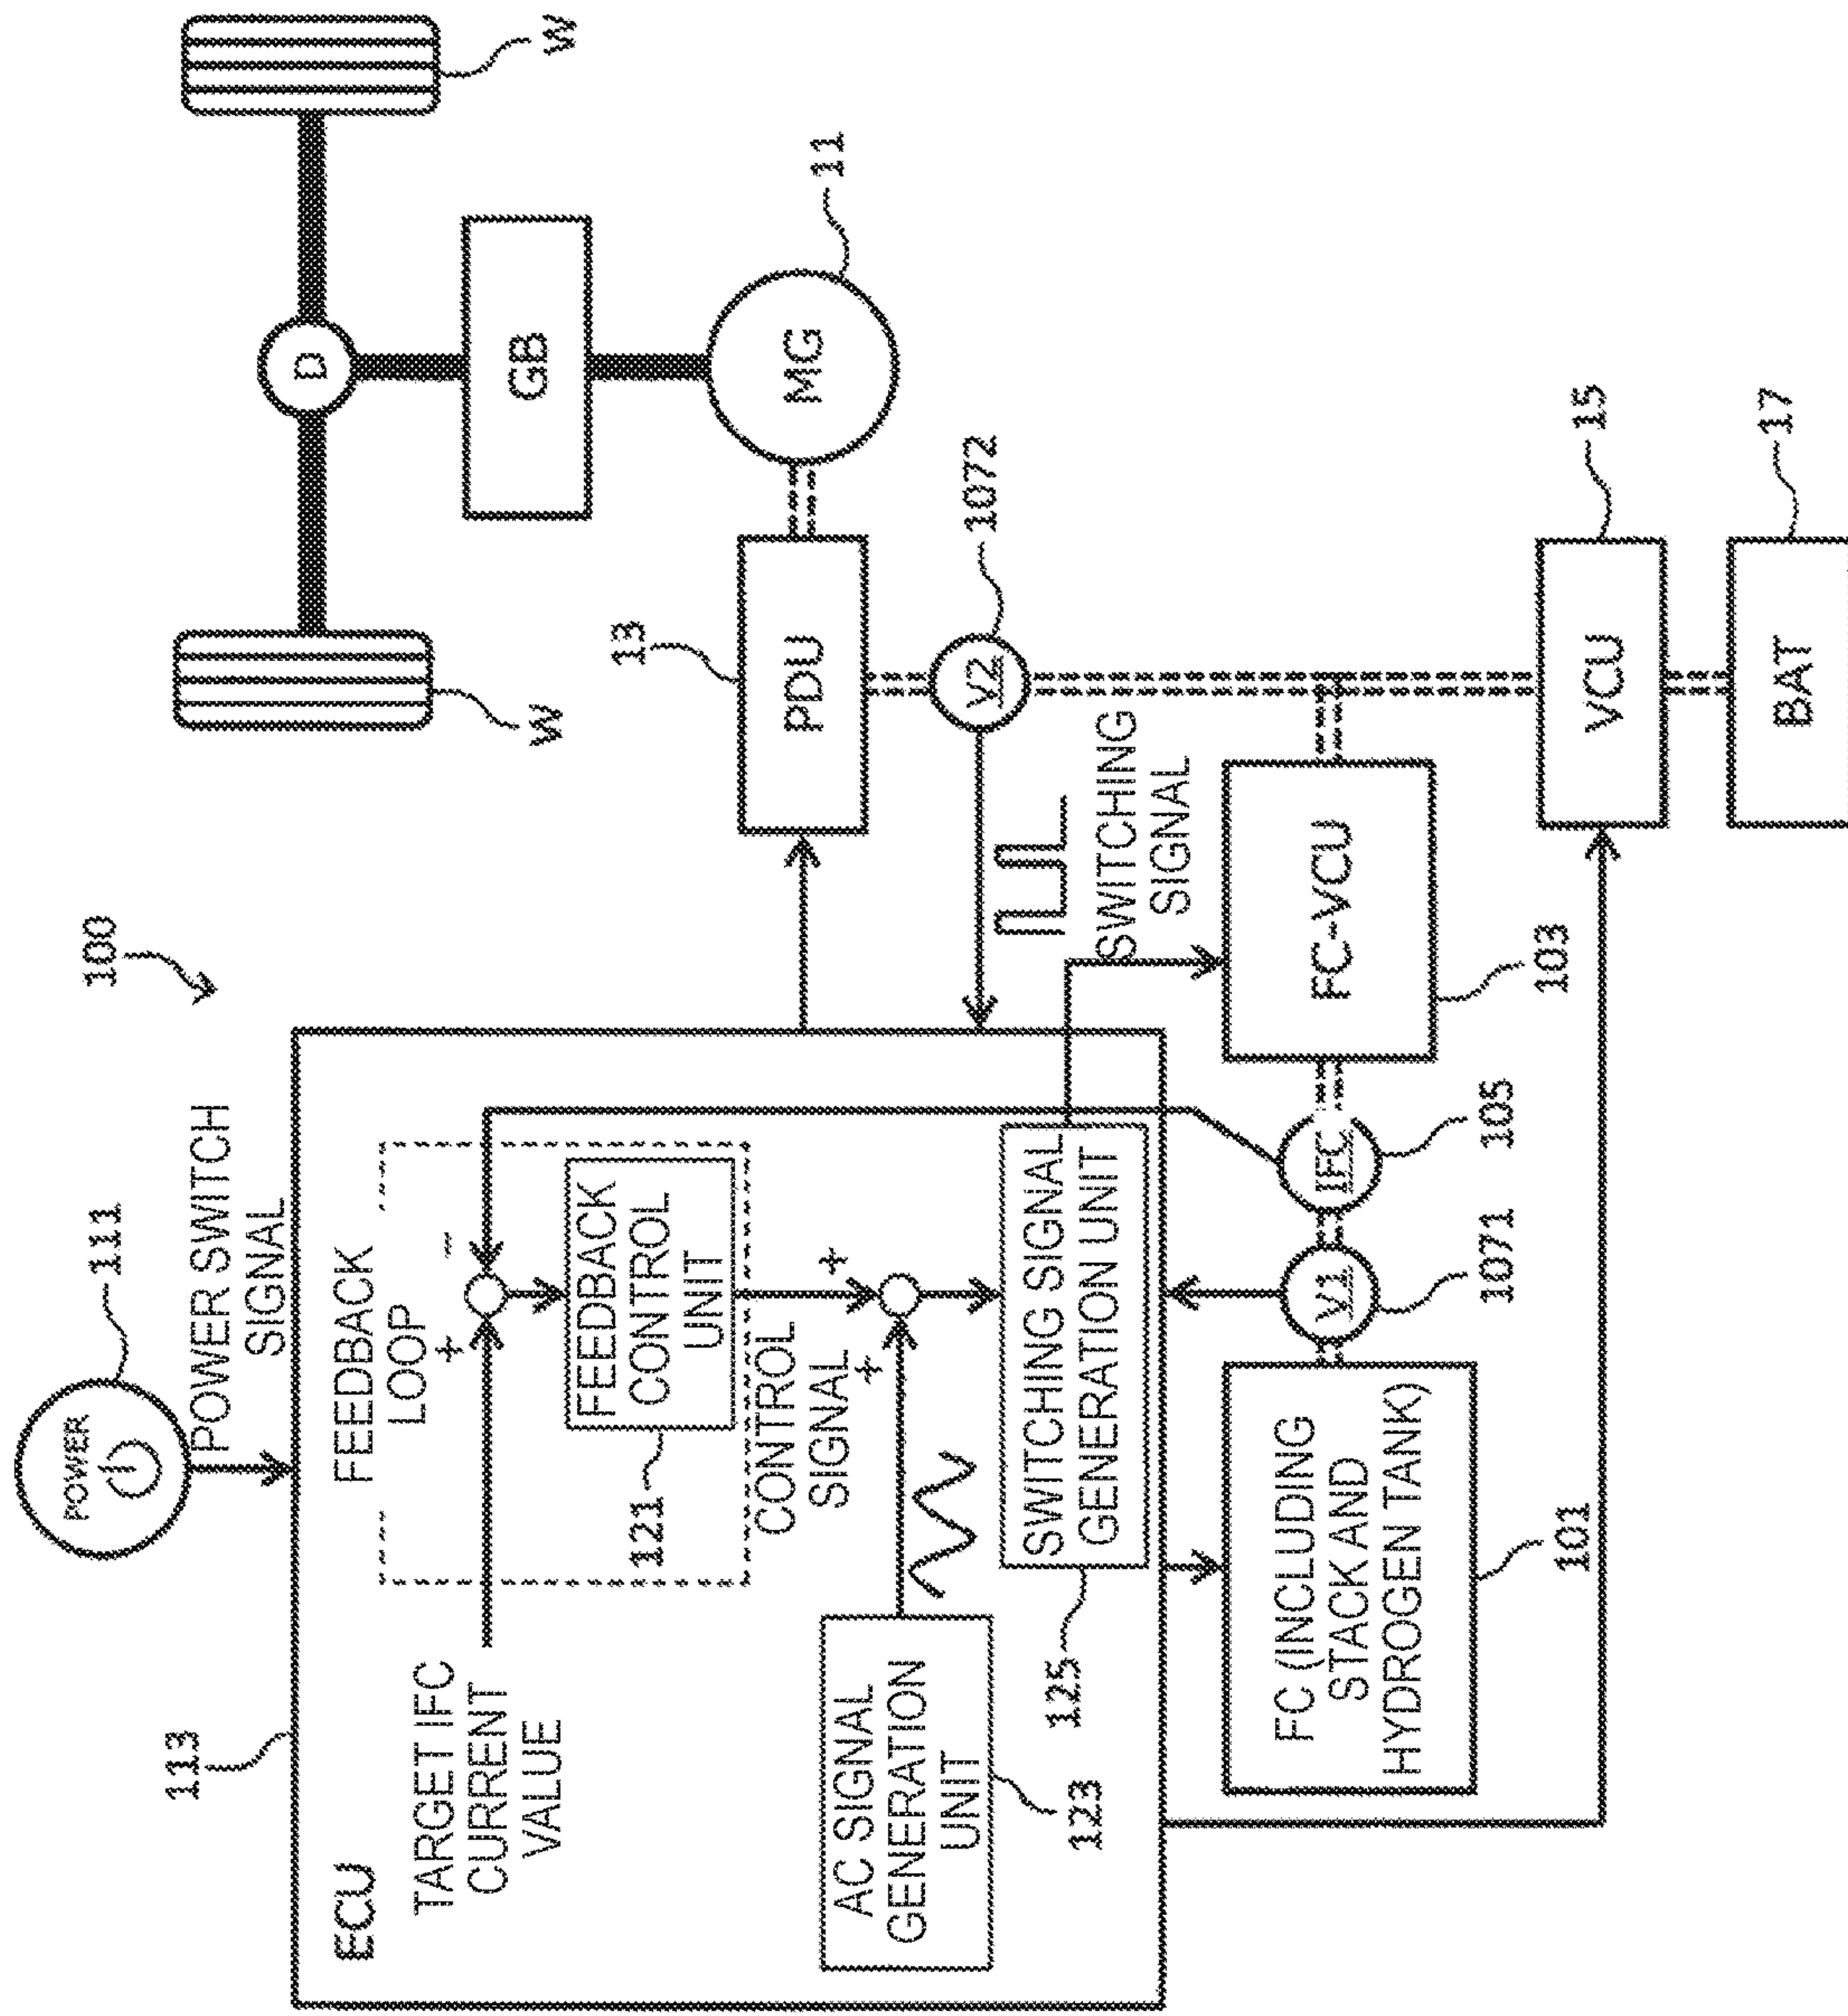 100
111
POWER
POWER SWITCH
SIGNAL
113
ECU
FEEDBACK
LOOP
TARGET IFC
CURRENT
VALUE
+
-
FEEDBACK
CONTROL
UNIT
121
CONTROL
SIGNAL
+
+
AC SIGNAL
GENERATION
UNIT
123
SWITCHING SIGNAL
GENERATION UNIT
125
FC (INCLUDING
STACK AND
HYDROGEN TANK)
101
V1
1071
IFC
105
FC-VCU
103
SWITCHING
SIGNAL
V2
1072
PDU
13
MG
11
GB
D
W
W
VCU
15
BAT
17